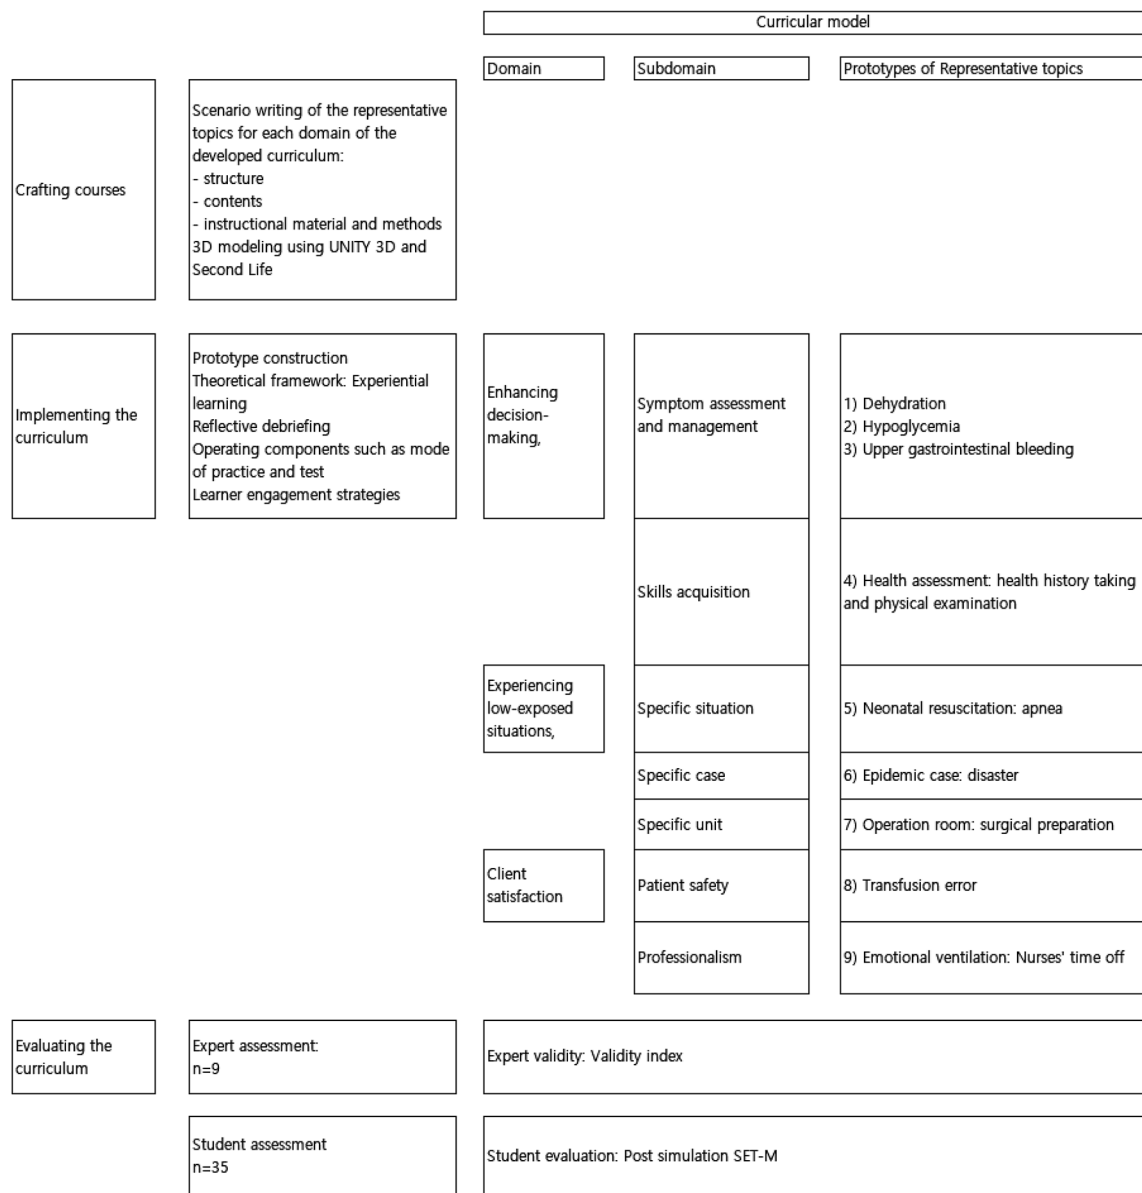 Curricular model
Domain
Subdomain
Prototypes of Representative topics
Crafting courses
Scenario writing of the representative
topics for each domain of the
developed curriculum:
- structure
- contents
- instructional material and methods
3D modeling using UNITY 3D and
Second Life
Implementing the
curriculum
Prototype construction
Theoretical framework: Experiential
learning
Reflective debriefing
Operating components such as mode
of practice and test
Learner engagement strategies
Enhancing
decision-
making,
Symptom assessment
and management
1) Dehydration
2) Hypoglycemia
3) Upper gastrointestinal bleeding
Skills acquisition
4) Health assessment: health history taking
and physical examination
Experiencing
low-exposed
situations,
Specific situation
5) Neonatal resuscitation: apnea
Specific case
6) Epidemic case: disaster
Specific unit
7) Operation room: surgical preparation
Client
satisfaction
Patient safety
8) Transfusion error
Professionalism
9) Emotional ventilation: Nurses' time off
Evaluating the
curriculum
Expert assessment:
n=9
Expert validity: Validity index
Student assessment
n=35
Student evaluation: Post simulation SET-M